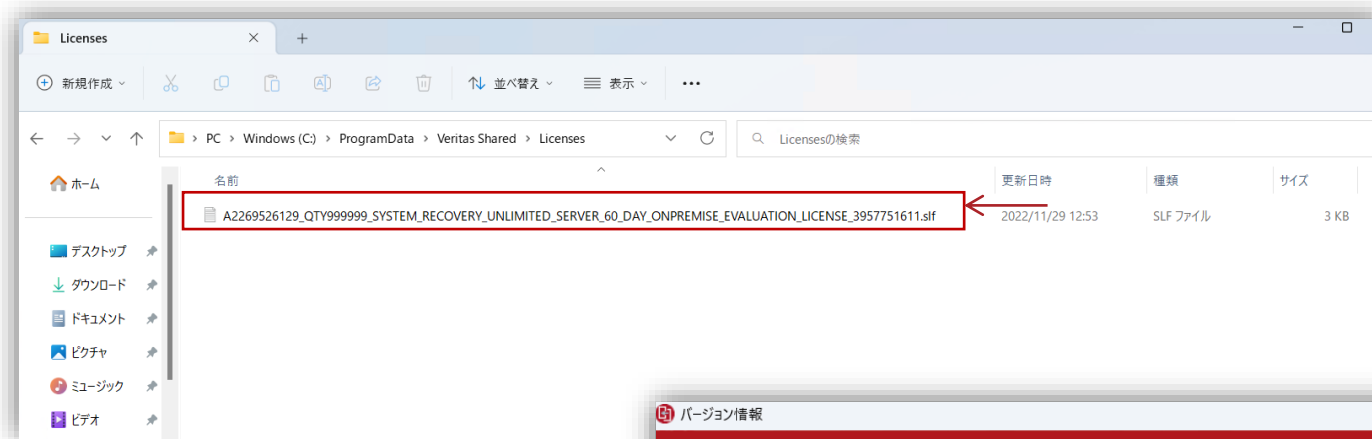 Licenses
新規作成
並べ替え
表示
PC > Windows (C:) > ProgramData > Veritas Shared > Licenses
Licensesの検索
ホーム
名前
更新日時
種類
サイズ
A2269526129_QTY999999_SYSTEM_RECOVERY_UNLIMITED_SERVER_60_DAY_ONPREMISE_EVALUATION_LICENSE_3957751611.slf
2022/11/29 12:53
SLF ファイル
3 KB
デスクトップ
ダウンロード
ドキュメント
ピクチャ
ミュージック
ビデオ
バージョン情報